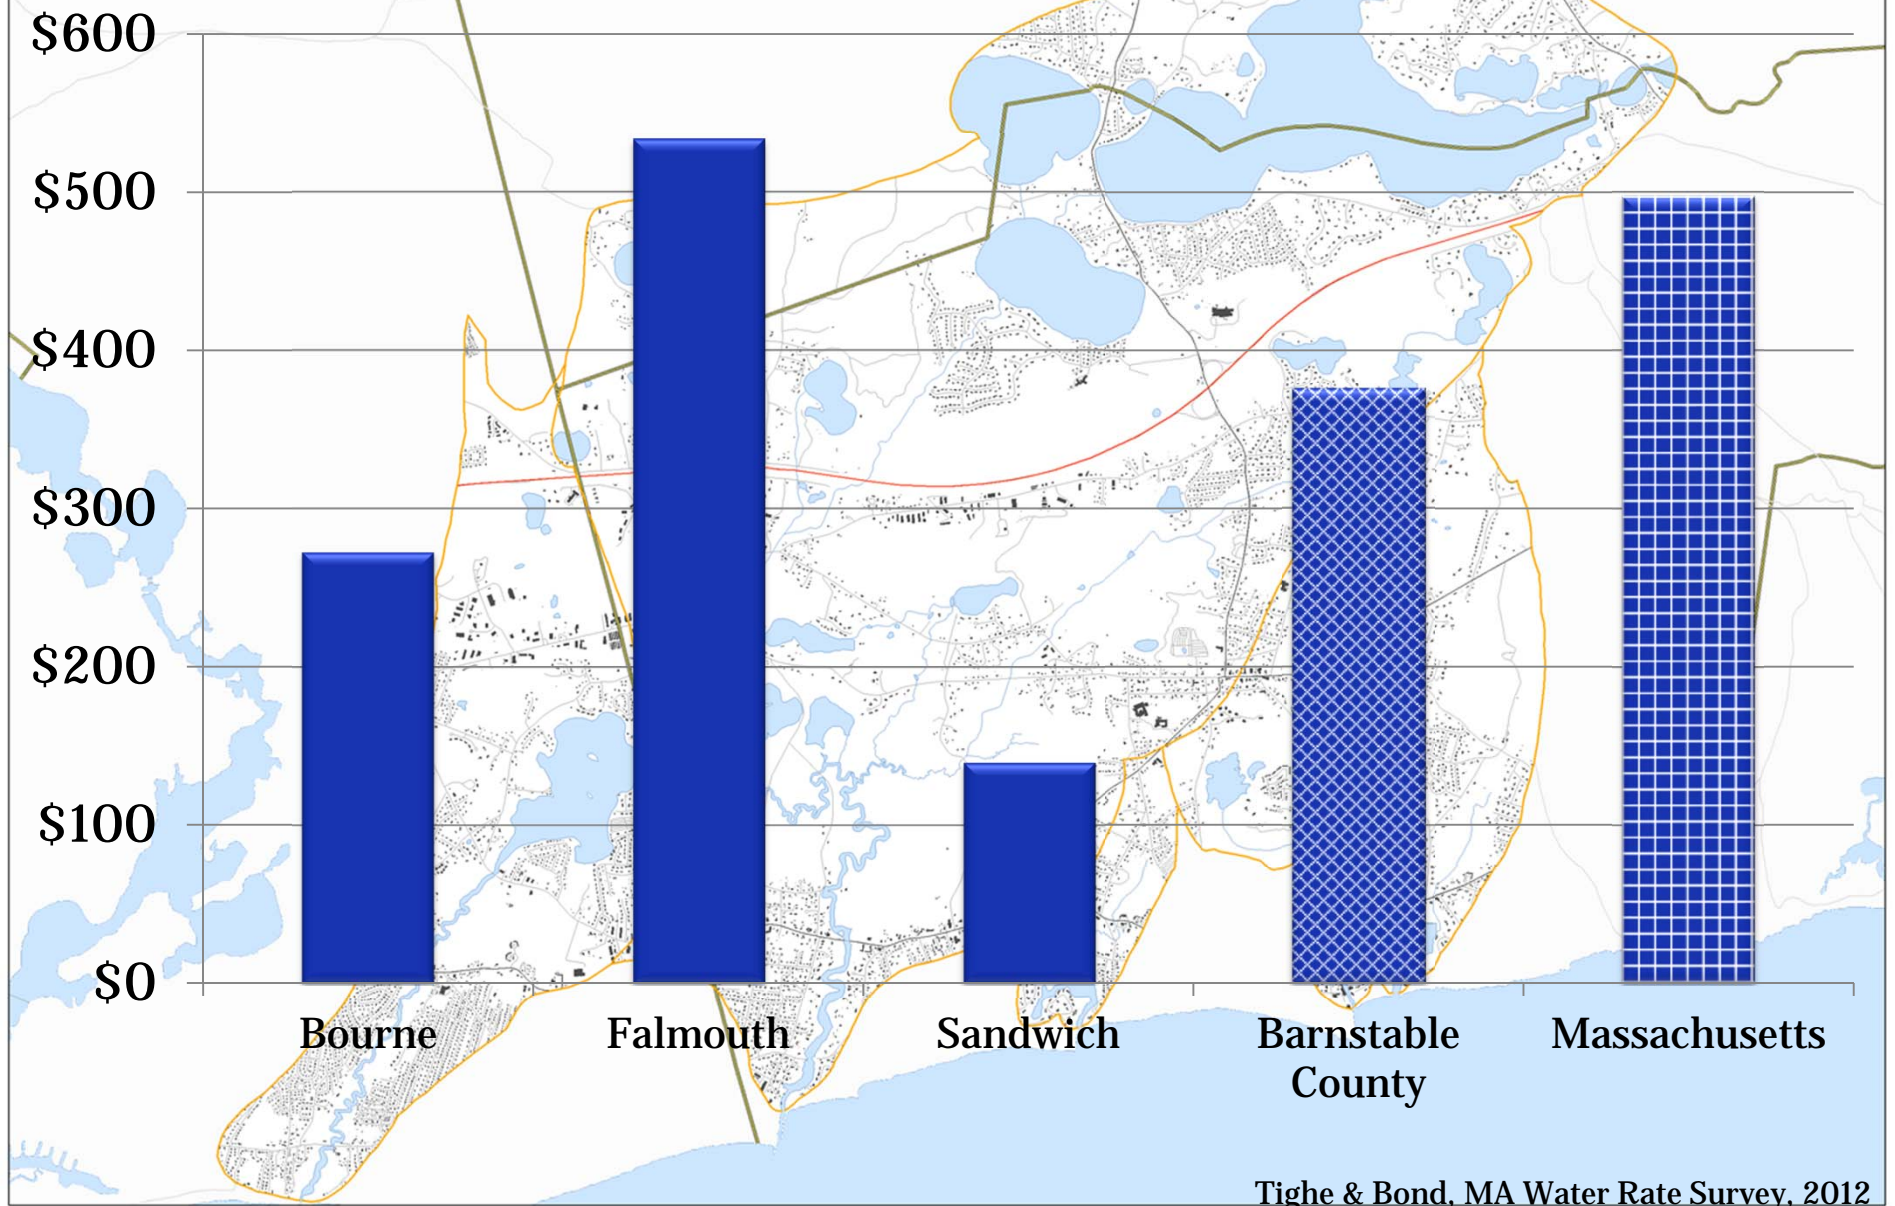 $600
$500
$400
$300
$200
$100
$0
Bourne
Falmouth
Sandwich
Barnstable
County
Massachusetts
Tighe & Bond, MA Water Rate Survey, 2012